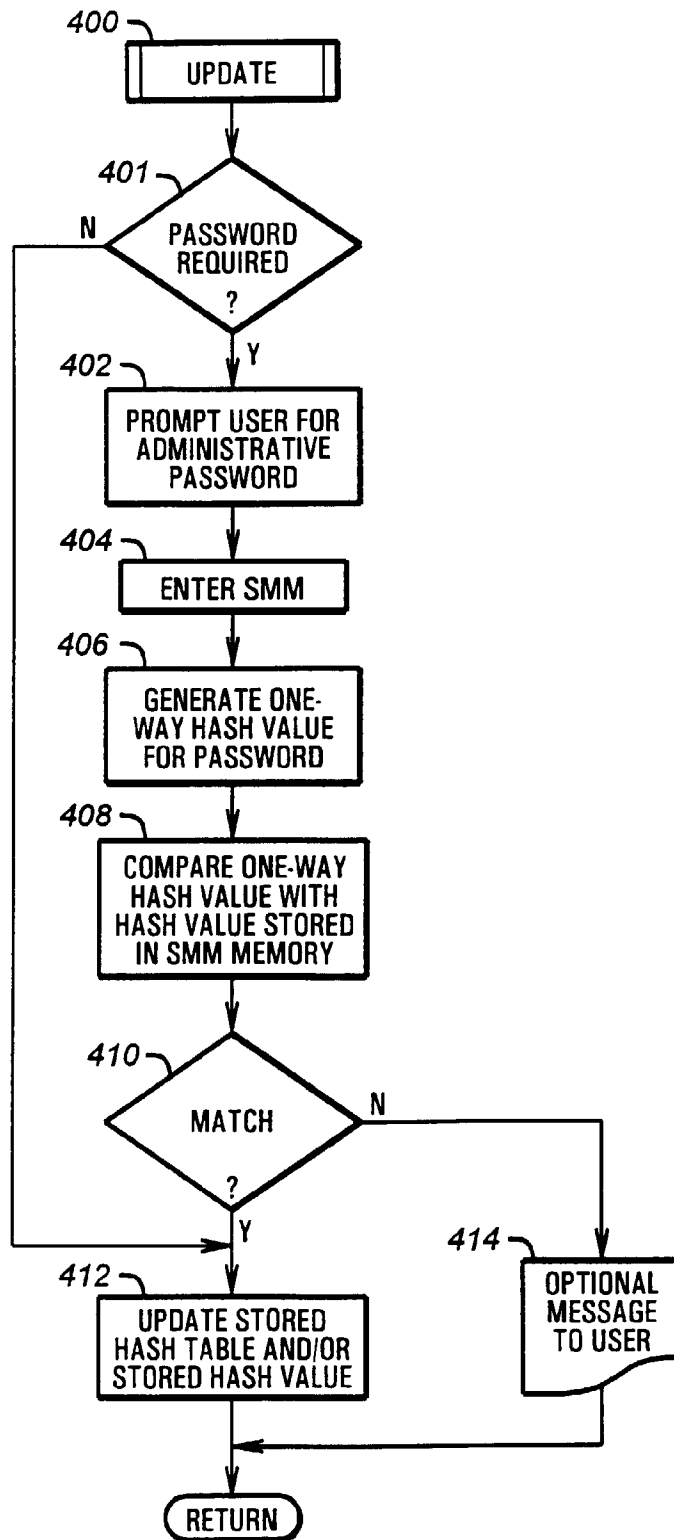 400
UPDATE
401
N
PASSWORD
REQUIRED
?
Y
402
PROMPT USER FOR
ADMINISTRATIVE
PASSWORD
404
ENTER SMM
406
GENERATE ONE-
WAY HASH VALUE
FOR PASSWORD
408
COMPARE ONE-WAY
HASH VALUE WITH
HASH VALUE STORED
IN SMM MEMORY
410
MATCH
N
?
Y
412
UPDATE STORED
HASH TABLE AND/OR
STORED HASH VALUE
414
OPTIONAL
MESSAGE
TO USER
RETURN